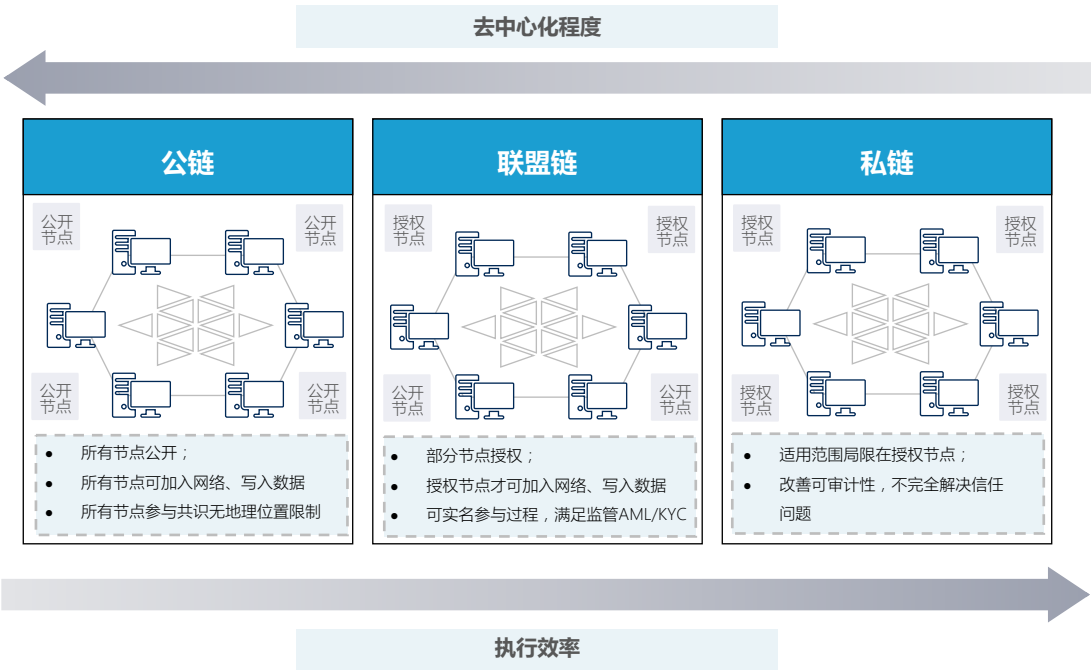 去中心化程度
公链
公开
节点
公开
节点
公开
节点
公开
节点
● 所有节点公开；
● 所有节点可加入网络、写入数据
● 所有节点参与共识无地理位置限制
联盟链
授权
节点
授权
节点
公开
节点
公开
节点
● 部分节点授权；
● 授权节点才可加入网络、写入数据
● 可实名参与过程，满足监管AML/KYC
私链
授权
节点
授权
节点
授权
节点
授权
节点
● 适用范围局限在授权节点；
● 改善可审计性，不完全解决信任
问题
执行效率